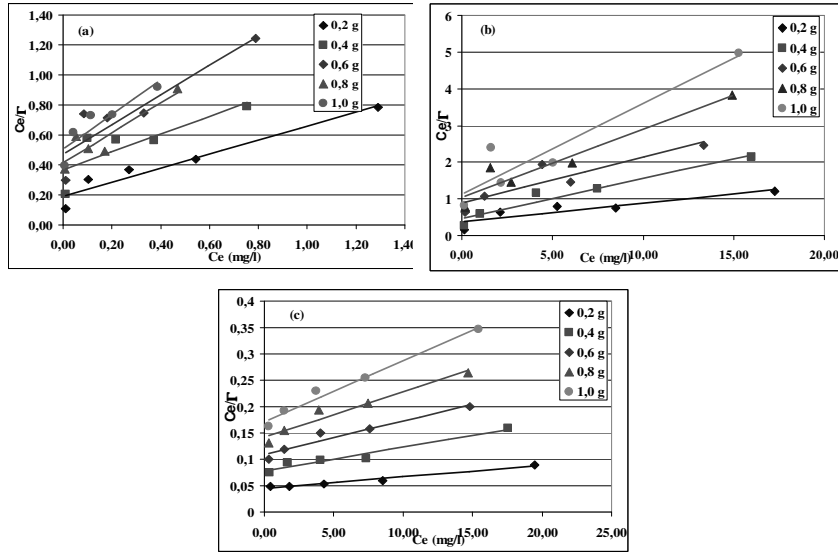 (a)
1,40
1,20
1,00
0,80
0,60
0,40
0,20
0,00
Ce/Γ
0,00 0,20 0,40 0,60 0,80 1,00 1,20 1,40
Ce (mg/l)
0,2 g
0,4 g
0,6 g
0,8 g
1,0 g
(b)
6
5
4
3
2
1
0
Ce/Γ
0,00 5,00 10,00 15,00 20,00
Ce (mg/l)
0,2 g
0,4 g
0,6 g
0,8 g
1,0 g
(c)
0,4
0,35
0,3
0,25
0,2
0,15
0,1
0,05
0
Ce/Γ
0,00 5,00 10,00 15,00 20,00 25,00
Ce (mg/l)
0,2 g
0,4 g
0,6 g
0,8 g
1,0 g